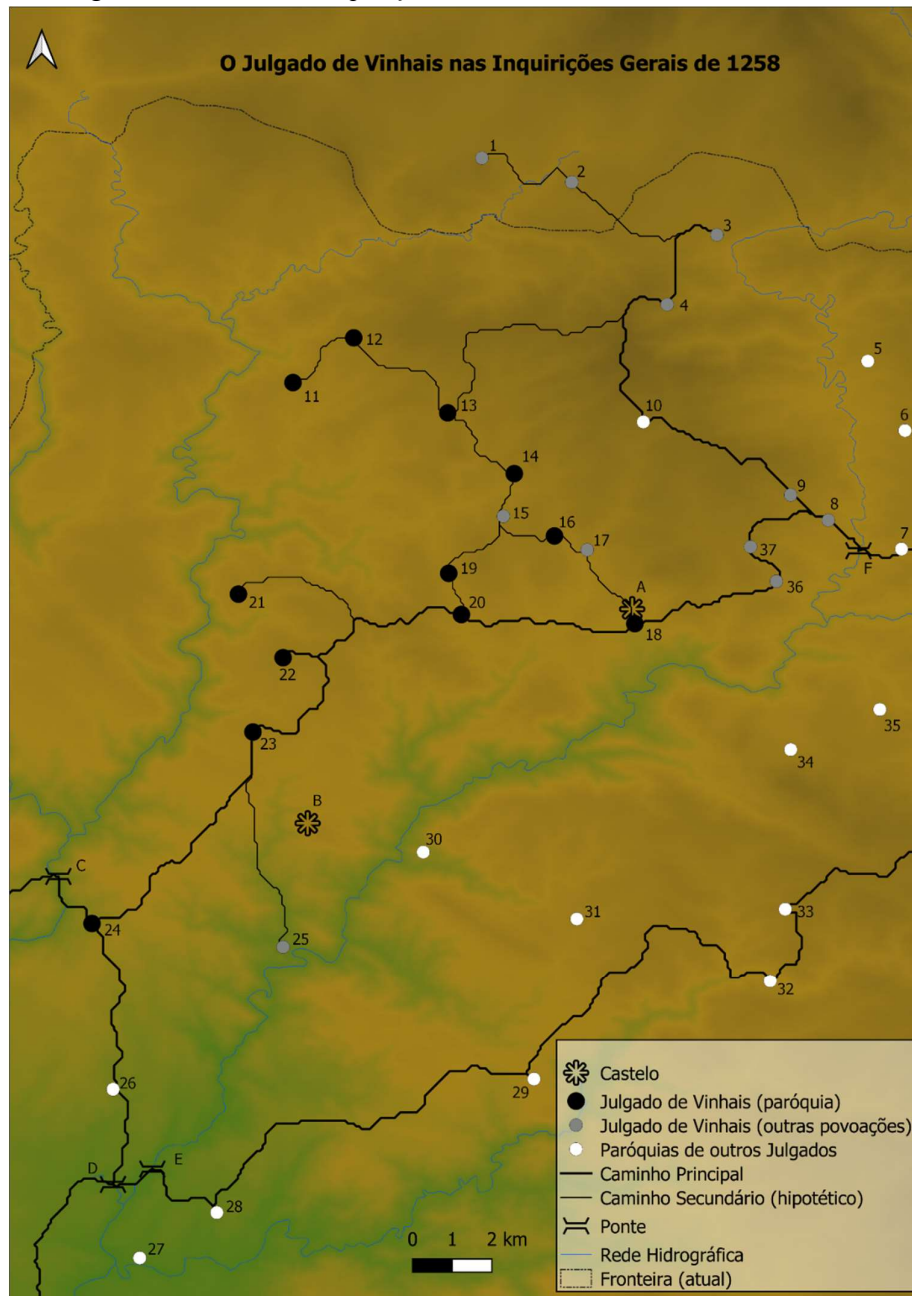 O Julgado de Vinhais nas Inquirições Gerais de 1258
1
2
3
4
5
12
11
13
10
6
14
9
15
8
16
17
7
37
F
19
A
36
21
20
18
22
23
35
34
B
30
C
24
31
33
25
32
26
29
D
E
28
27
0 1 2 km
Castelo
Julgado de Vinhais (paróquia)
Julgado de Vinhais (outras povoações)
Paróquias de outros Julgados
Caminho Principal
Caminho Secundário (hipotético)
Ponte
Rede Hidrográfica
Fronteira (atual)